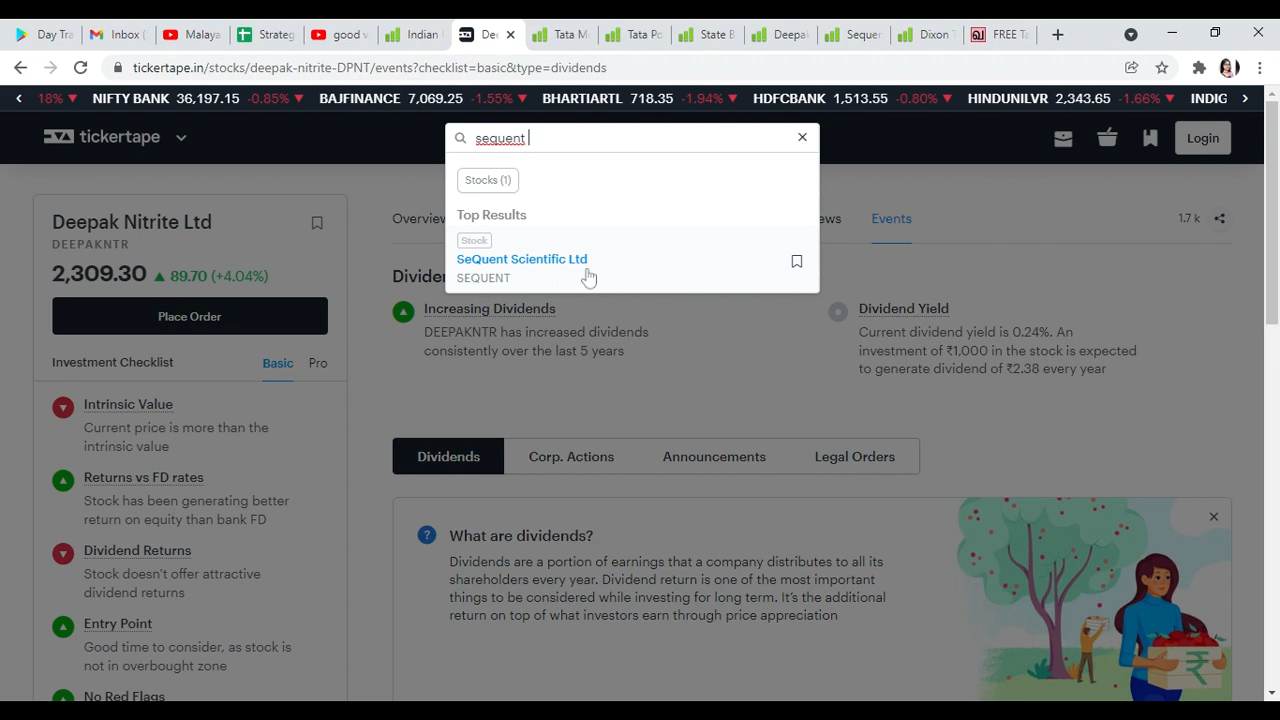 Day Tra
Inbox (
Malaya
Strateg
good v
Indian
Dee
Tata M
Tata Po
State B
Deepak
Sequer
Dixon T
FREE Ta
tickertape.in/stocks/deepak-nitrite-DPNT/events?checklist=basic&type=dividends
18% ▼ NIFTY BANK 36,197.15 -0.85% ▼ BAJFINANCE 7,069.25 -1.55% ▼ BHARTIARTL 718.35 -1.94% ▼ HDFCBANK 1,513.55 -0.80% ▼ HINDUNILVR 2,343.65 -1.66% ▼ INDIG
tickertape
sequent
Login
Stocks (1)
Top Results
Stock
SeQuent Scientific Ltd
SEQUENT
Deepak Nitrite Ltd
DEEPAKNTR
2,309.30 ▲ 89.70 (+4.04%)
Place Order
Investment Checklist Basic Pro
Intrinsic Value
Current price is more than the
intrinsic value
Returns vs FD rates
Stock has been generating better
return on equity than bank FD
Dividend Returns
Stock doesn't offer attractive
dividend returns
Entry Point
Good time to consider, as stock is
not in overbought zone
No Red Flags
Overview
ews
Events
1.7 k
Divide
Increasing Dividends
DEEPAKNTR has increased dividends
consistently over the last 5 years
Dividend Yield
Current dividend yield is 0.24%. An
investment of ₹1,000 in the stock is expected
to generate dividend of ₹2.38 every year
Dividends Corp. Actions Announcements Legal Orders
What are dividends?
Dividends are a portion of earnings that a company distributes to all its
shareholders every year. Dividend return is one of the most important
things to be considered while investing for long term. It's the additional
return on top of what investors earn through price appreciation
₹